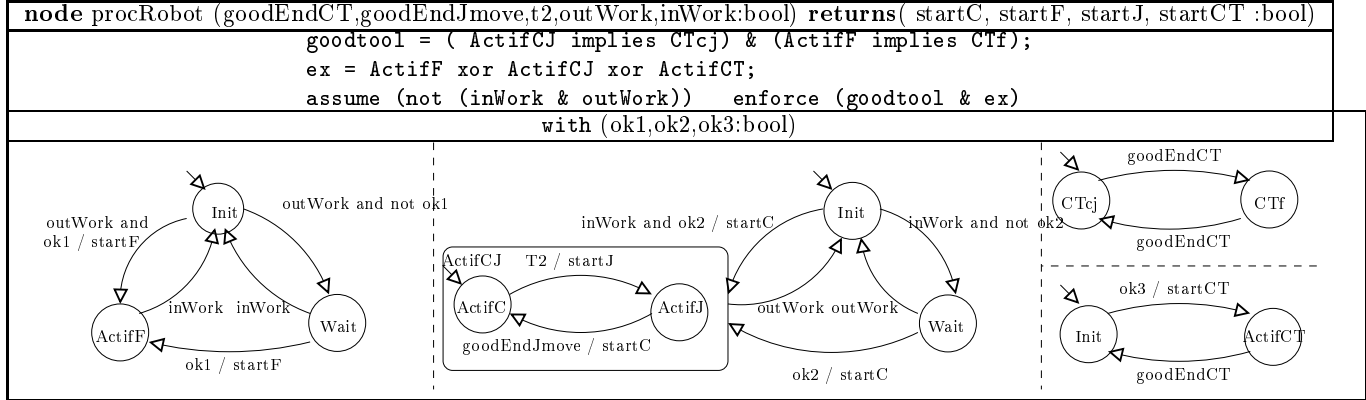 node procRobot (goodEndCT,goodEndJmove,t2,outWork,inWork:bool) returns( startC, startF, startJ, startCT :bool)
goodtool = ( ActifCJ implies CTcj) & (ActifF implies CTf);
ex = ActifF xor ActifCJ xor ActifCT;
assume (not (inWork & outWork)) enforce (goodtool & ex)
with (ok1,ok2,ok3:bool)
Init
outWork and
ok1 / startF
outWork and not ok1
inWork
inWork
ActifF
Wait
ok1 / startF
Init
inWork and ok2 / startC
inWork and not ok2
ActifCJ
T2 / startJ
ActifC
ActifJ
goodEndJmove / startC
outWork
outWork
Wait
ok2 / startC
goodEndCT
CTcj
CTf
goodEndCT
ok3 / startCT
Init
ActifCT
goodEndCT